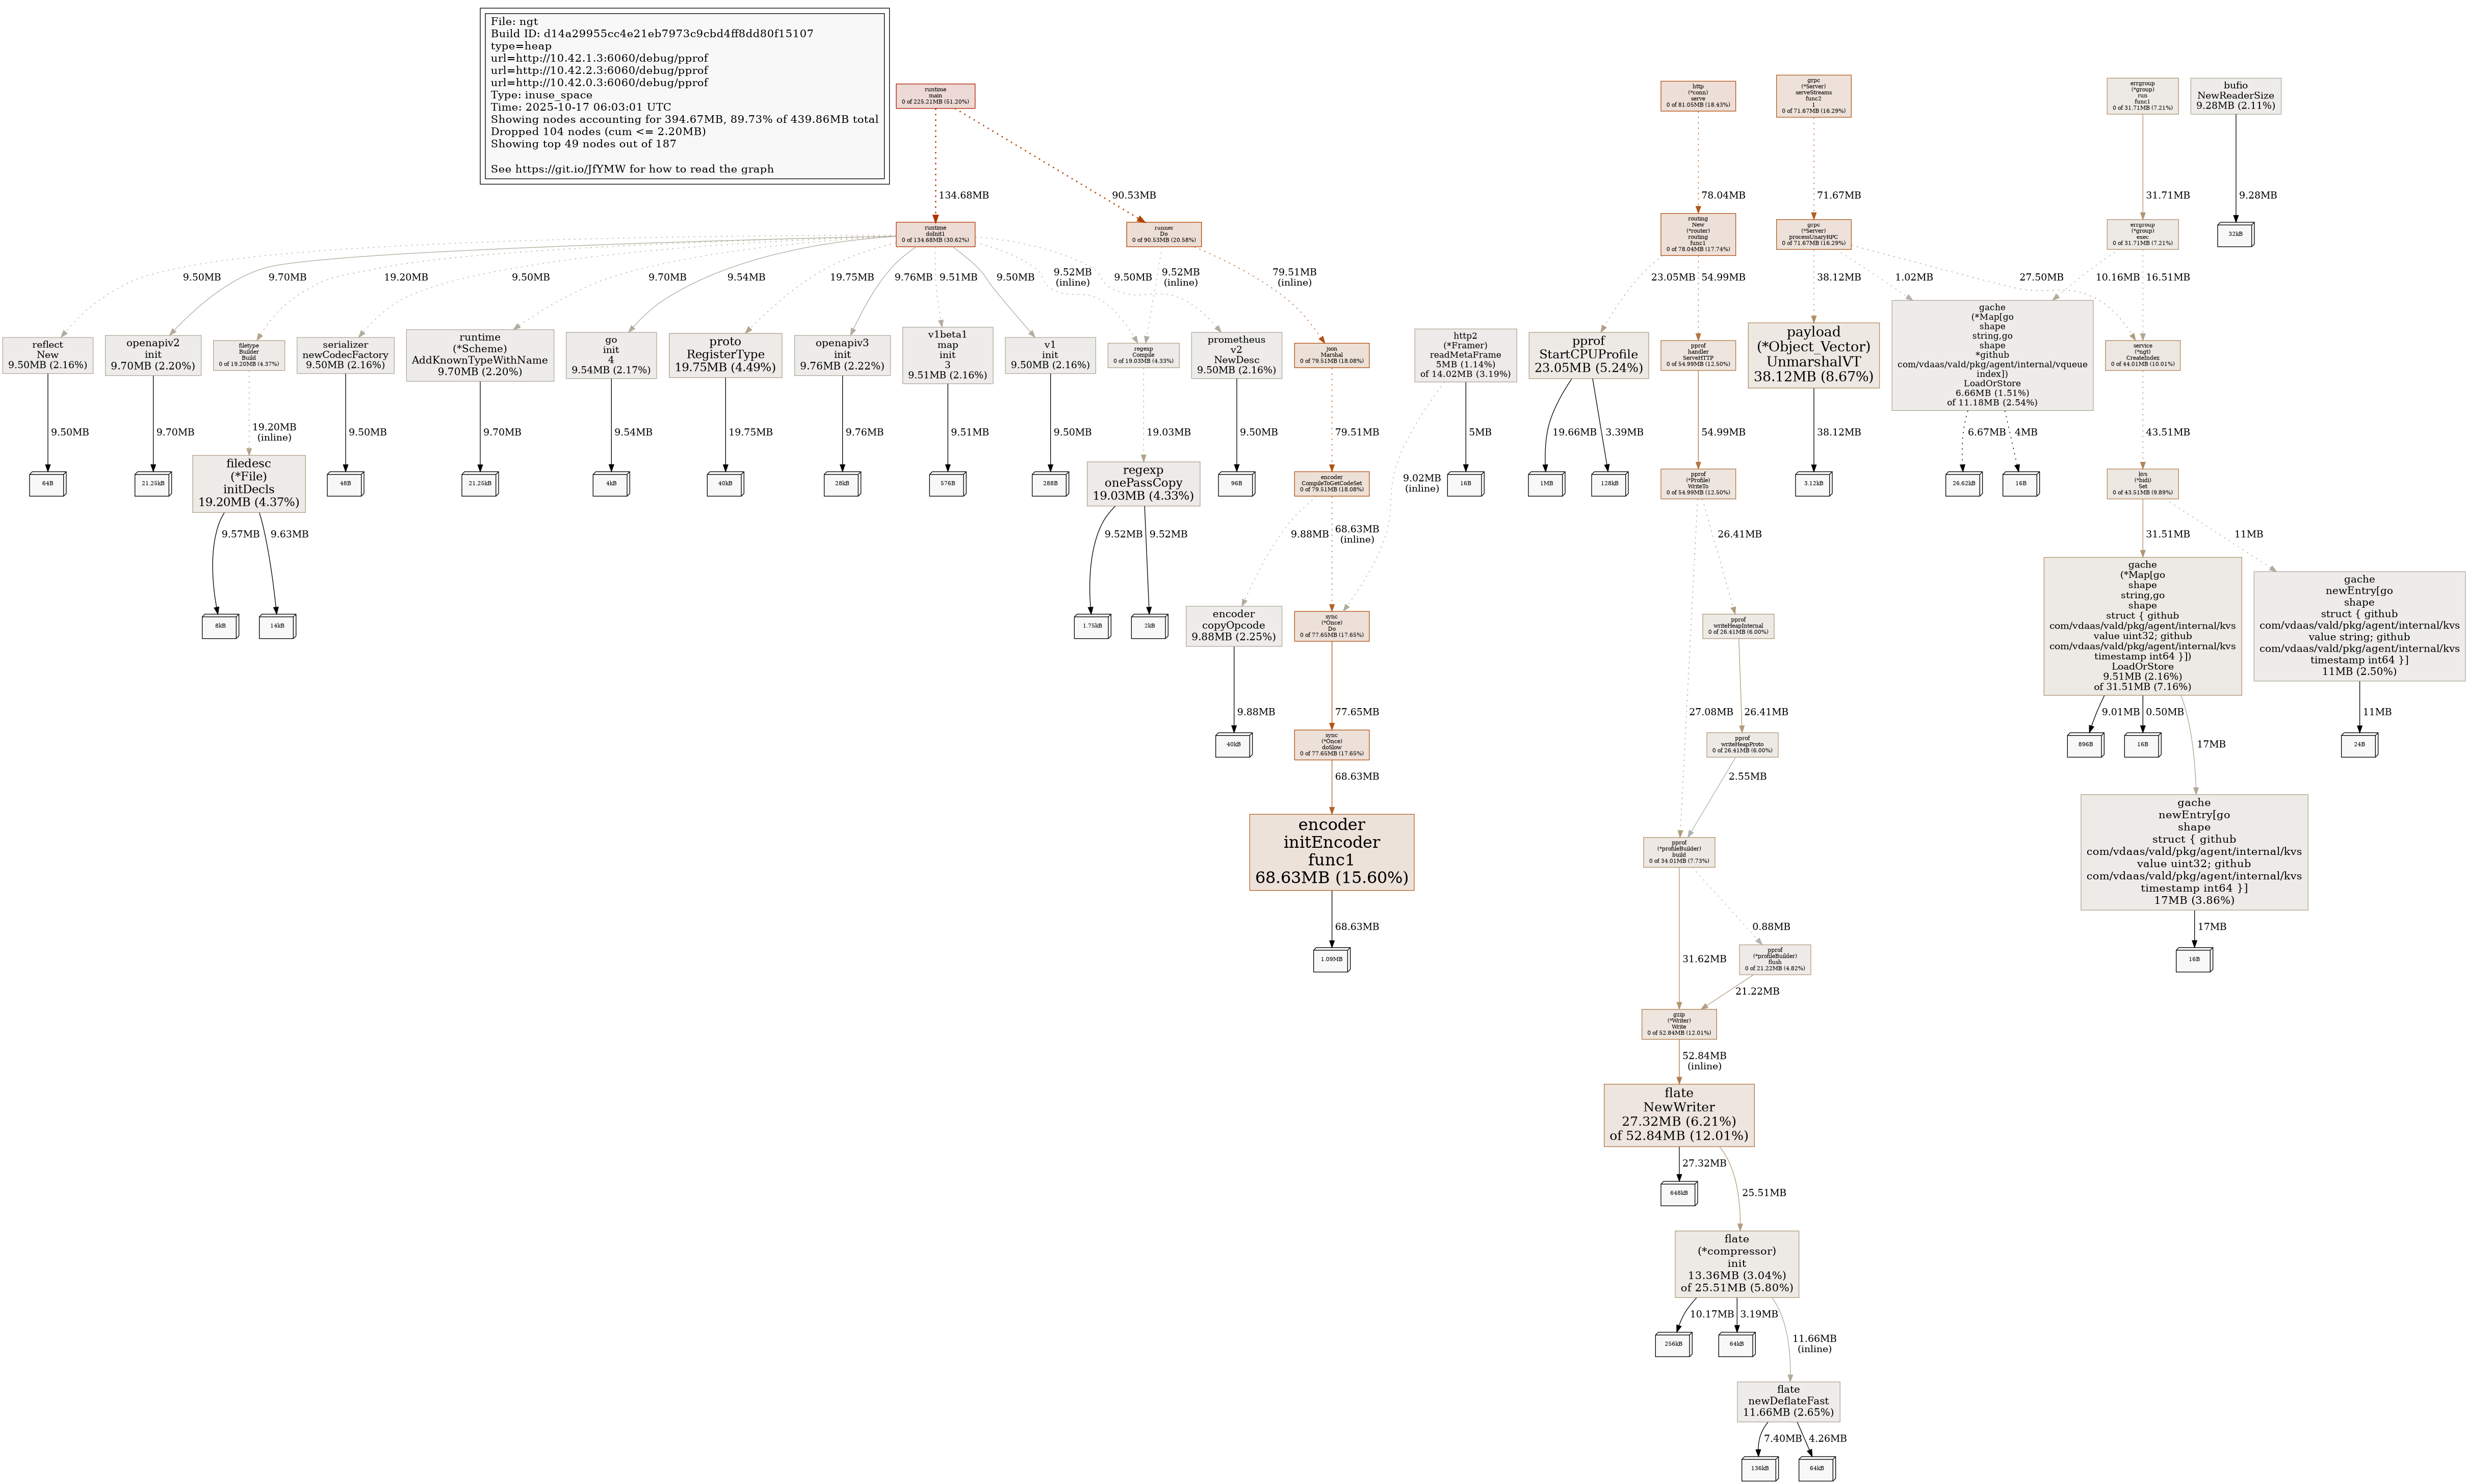 File: ngt
Build ID: d14a29955cc4e21eb7973c9cbd4ff8dd80f15107
type=heap
url=http://10.42.1.3:6060/debug/pprof
url=http://10.42.2.3:6060/debug/pprof
url=http://10.42.0.3:6060/debug/pprof
Type: inuse_space
Time: 2025-10-17 06:03:01 UTC
Showing nodes accounting for 394.67MB, 89.73% of 439.86MB total
Dropped 104 nodes (cum <= 2.20MB)
Showing top 49 nodes out of 187
See https://git.io/JfYMW for how to read the graph
runtime
main
0 of 225.21MB (51.20%)
http
(*conn)
serve
0 of 81.05MB (18.43%)
grpc
(*Server)
serveStreams
func2
1
0 of 71.67MB (16.29%)
errgroup
(*group)
run
func1
0 of 31.71MB (7.21%)
bufio
NewReaderSize
9.28MB (2.11%)
134.68MB
90.53MB
78.04MB
71.67MB
31.71MB
9.28MB
runtime
doInit1
0 of 134.68MB (30.62%)
runner
Do
0 of 90.53MB (20.58%)
routing
New
(*router)
routing
func1
0 of 78.04MB (17.74%)
grpc
(*Server)
processUnaryRPC
0 of 71.67MB (16.29%)
errgroup
(*group)
exec
0 of 31.71MB (7.21%)
32kB
9.50MB
9.70MB
19.20MB
9.50MB
9.70MB
9.54MB
19.75MB
9.76MB
9.51MB
9.50MB
9.52MB
(inline)
9.50MB
9.52MB
(inline)
79.51MB
(inline)
23.05MB
54.99MB
38.12MB
1.02MB
27.50MB
10.16MB
16.51MB
reflect
New
9.50MB (2.16%)
openapiv2
init
9.70MB (2.20%)
filetype
Builder
Build
0 of 19.20MB (4.37%)
serializer
newCodecFactory
9.50MB (2.16%)
runtime
(*Scheme)
AddKnownTypeWithName
9.70MB (2.20%)
go
init
4
9.54MB (2.17%)
proto
RegisterType
19.75MB (4.49%)
openapiv3
init
9.76MB (2.22%)
v1beta1
map
init
3
9.51MB (2.16%)
v1
init
9.50MB (2.16%)
regexp
Compile
0 of 19.03MB (4.33%)
prometheus
v2
NewDesc
9.50MB (2.16%)
json
Marshal
0 of 79.51MB (18.08%)
http2
(*Framer)
readMetaFrame
5MB (1.14%)
of 14.02MB (3.19%)
pprof
StartCPUProfile
23.05MB (5.24%)
pprof
handler
ServeHTTP
0 of 54.99MB (12.50%)
payload
(*Object_Vector)
UnmarshalVT
38.12MB (8.67%)
gache
(*Map[go
shape
string,go
shape
*github
com/vdaas/vald/pkg/agent/internal/vqueue
index])
LoadOrStore
6.66MB (1.51%)
of 11.18MB (2.54%)
service
(*ngt)
CreateIndex
0 of 44.01MB (10.01%)
9.50MB
9.70MB
19.20MB
(inline)
9.50MB
9.70MB
9.54MB
19.75MB
9.76MB
9.51MB
9.50MB
19.03MB
9.50MB
79.51MB
9.02MB
(inline)
5MB
19.66MB
3.39MB
54.99MB
38.12MB
6.67MB
4MB
43.51MB
64B
21.25kB
filedesc
(*File)
initDecls
19.20MB (4.37%)
48B
21.25kB
4kB
40kB
28kB
576B
288B
regexp
onePassCopy
19.03MB (4.33%)
96B
encoder
CompileToGetCodeSet
0 of 79.51MB (18.08%)
16B
1MB
128kB
pprof
(*Profile)
WriteTo
0 of 54.99MB (12.50%)
3.12kB
26.62kB
16B
kvs
(*bidi)
Set
0 of 43.51MB (9.89%)
9.57MB
9.63MB
9.52MB
9.52MB
9.88MB
68.63MB
(inline)
26.41MB
31.51MB
11MB
8kB
14kB
1.75kB
2kB
encoder
copyOpcode
9.88MB (2.25%)
sync
(*Once)
Do
0 of 77.65MB (17.65%)
pprof
writeHeapInternal
0 of 26.41MB (6.00%)
gache
(*Map[go
shape
string,go
shape
struct { github
com/vdaas/vald/pkg/agent/internal/kvs
value uint32; github
com/vdaas/vald/pkg/agent/internal/kvs
timestamp int64 }])
LoadOrStore
9.51MB (2.16%)
of 31.51MB (7.16%)
gache
newEntry[go
shape
struct { github
com/vdaas/vald/pkg/agent/internal/kvs
value string; github
com/vdaas/vald/pkg/agent/internal/kvs
timestamp int64 }]
11MB (2.50%)
9.88MB
77.65MB
27.08MB
26.41MB
9.01MB
0.50MB
17MB
11MB
40kB
sync
(*Once)
doSlow
0 of 77.65MB (17.65%)
pprof
writeHeapProto
0 of 26.41MB (6.00%)
896B
16B
24B
68.63MB
2.55MB
encoder
initEncoder
func1
68.63MB (15.60%)
pprof
(*profileBuilder)
build
0 of 34.01MB (7.73%)
gache
newEntry[go
shape
struct { github
com/vdaas/vald/pkg/agent/internal/kvs
value uint32; github
com/vdaas/vald/pkg/agent/internal/kvs
timestamp int64 }]
17MB (3.86%)
68.63MB
0.88MB
17MB
1.09MB
31.62MB
pprof
(*profileBuilder)
flush
0 of 21.22MB (4.82%)
16B
21.22MB
gzip
(*Writer)
Write
0 of 52.84MB (12.01%)
52.84MB
(inline)
flate
NewWriter
27.32MB (6.21%)
of 52.84MB (12.01%)
27.32MB
25.51MB
648kB
flate
(*compressor)
init
13.36MB (3.04%)
of 25.51MB (5.80%)
10.17MB
3.19MB
11.66MB
(inline)
256kB
64kB
flate
newDeflateFast
11.66MB (2.65%)
7.40MB
4.26MB
136kB
64kB